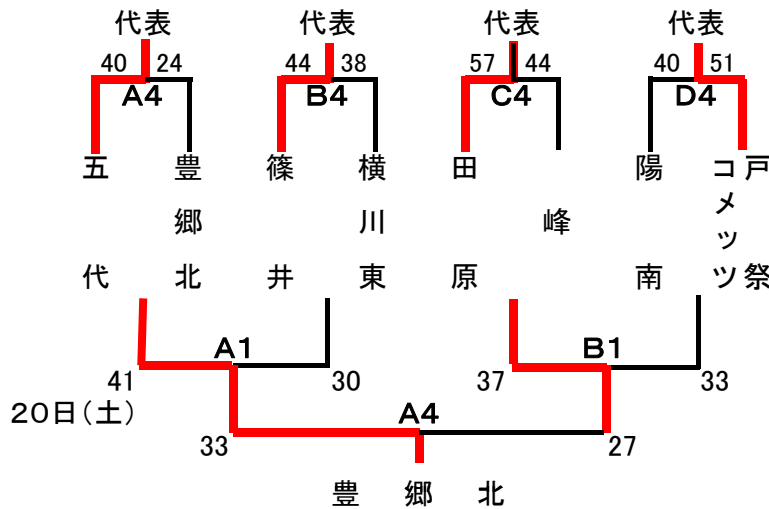 代表 代表 代表 代表
40 24 44 38 57 44 40 51
A4 B4 C4 D4
五代
豊郷北
篠井
横川東
田原
峰
陽南
戸祭
コメッツ
A1 B1
41 30 37 33
20日(土)
A4
33 27
豊郷北